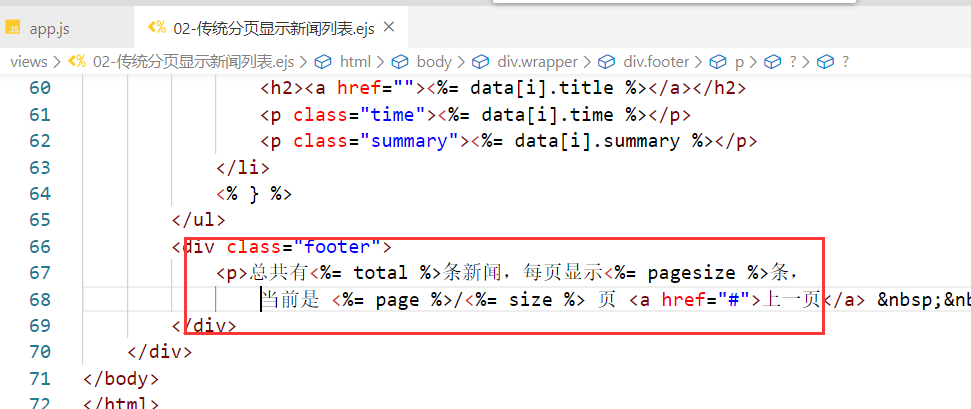 JS app.js <%> 02-传统分页显示新闻列表.ejs ×
views > <%> 02-传统分页显示新闻列表.ejs > html > body > div.wrapper > div.footer > p > ? > ?
60 <h2><a href=""><%= data[i].title %></a></h2>
61 <p class="time"><%= data[i].time %></p>
62 <p class="summary"><%= data[i].summary %></p>
63 </li>
64 <% } %>
65 </ul>
66 <div class="footer">
67 <p>总共有<%= total %>条新闻，每页显示<%= pagesize %>条，
68 当前是 <%= page %>/<%= size %> 页 <a href="#">上一页</a> &nbsp;&nb
69 </div>
70 </div>
71 </body>
72 </html>